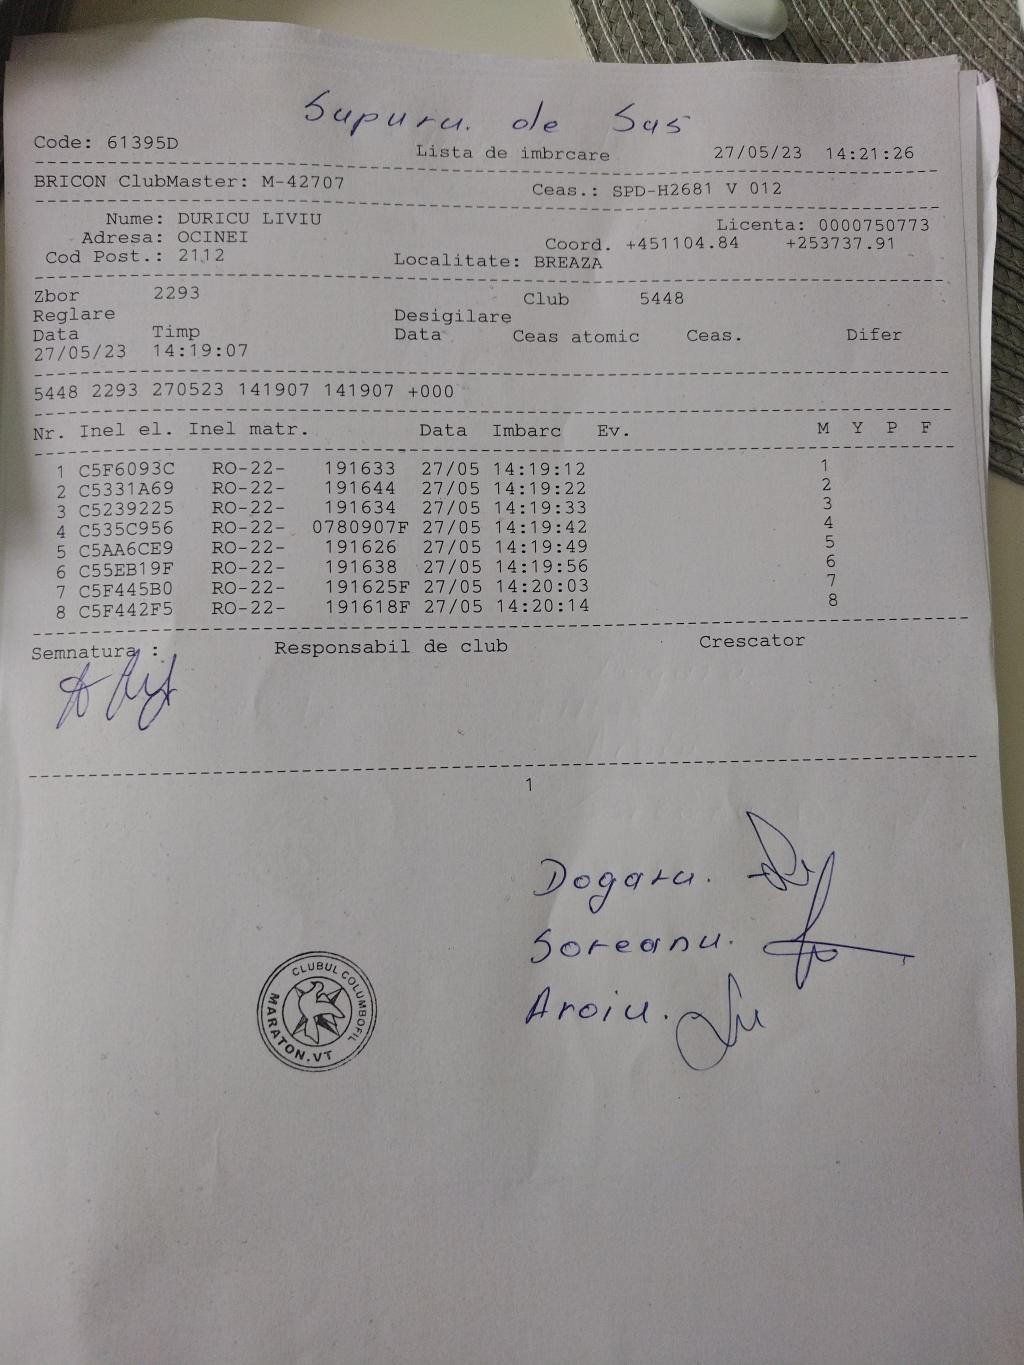 Sapuru. de Sas
Code: 61395D
Lista de imbrcare 27/05/23 14:21:26
BRICON ClubMaster: M-42707 Ceas.: SPD-H2681 V 012
Nume: DURICU LIVIU Licenta: 0000750773
Adresa: OCINEI Coord. +451104.84 +253737.91
Cod Post.: 2112 Localitate: BREAZA
Zbor 2293 Club 5448
Reglare Desigilare
Data Timp Data Ceas atomic Ceas. Difer
27/05/23 14:19:07
5448 2293 270523 141907 141907 +000
Nr. Inel el. Inel matr. Data Imbarc Ev. M Y P F
1 C5F6093C RO-22- 191633 27/05 14:19:12 1
2 C5331A69 RO-22- 191644 27/05 14:19:22 2
3 C5239225 RO-22- 191634 27/05 14:19:33 3
4 C535C956 RO-22- 0780907F 27/05 14:19:42 4
5 C5AA6CE9 RO-22- 191626 27/05 14:19:49 5
6 C55EB19F RO-22- 191638 27/05 14:19:56 6
7 C5F445B0 RO-22- 191625F 27/05 14:20:03 7
8 C5F442F5 RO-22- 191618F 27/05 14:20:14 8
Semnatura : Responsabil de club Crescator
1
Dogaru.
Soreanu.
Aroiu.
CLUBUL COLUMBOFIL
MARATON.VT